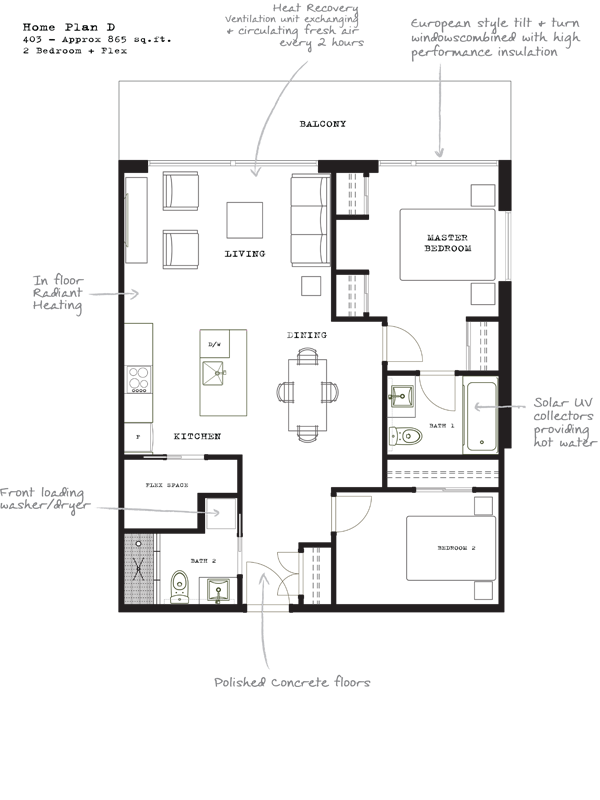 Home Plan D
403 - Approx 865 sq.ft.
2 Bedroom + Flex
Heat Recovery
Ventilation unit exchanging
& circulating fresh air
every 2 hours
European style tilt & turn
windowscombined with high
performance insulation
BALCONY
LIVING
MASTER
BEDROOM
In floor
Radiant
Heating
DINING
D/W
Solar UV
collectors
providing
hot water
BATH 1
F
KITCHEN
FLEX SPACE
Front loading
washer/dryer
BEDROOM 2
BATH 2
Polished Concrete floors